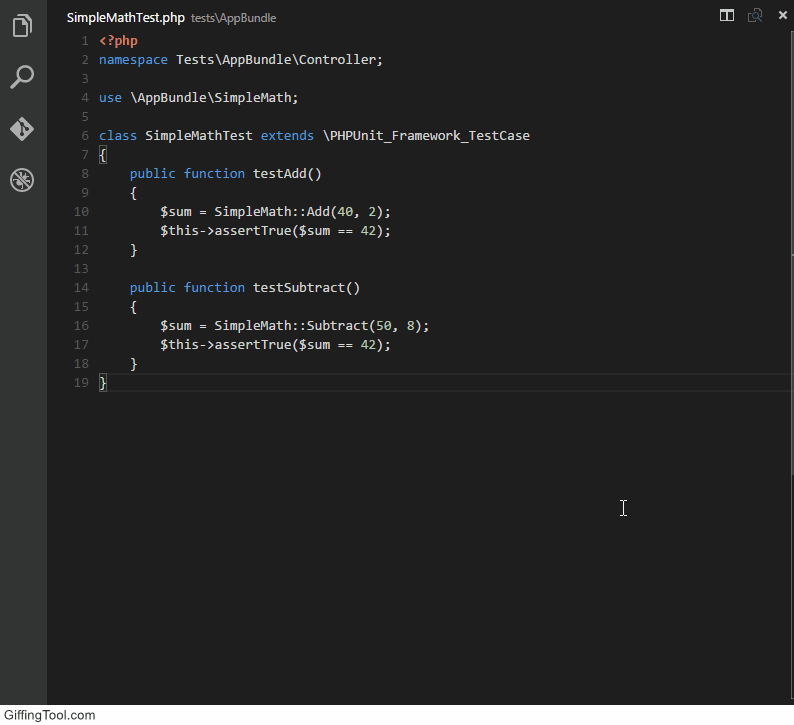 SimpleMathTest.php tests\AppBundle
1 <?php
2 namespace Tests\AppBundle\Controller;
3
4 use \AppBundle\SimpleMath;
5
6 class SimpleMathTest extends \PHPUnit_Framework_TestCase
7 {
8     public function testAdd()
9     {
10         $sum = SimpleMath::Add(40, 2);
11         $this->assertTrue($sum == 42);
12     }
13
14     public function testSubtract()
15     {
16         $sum = SimpleMath::Subtract(50, 8);
17         $this->assertTrue($sum == 42);
18     }
19 }
GiffingTool.com